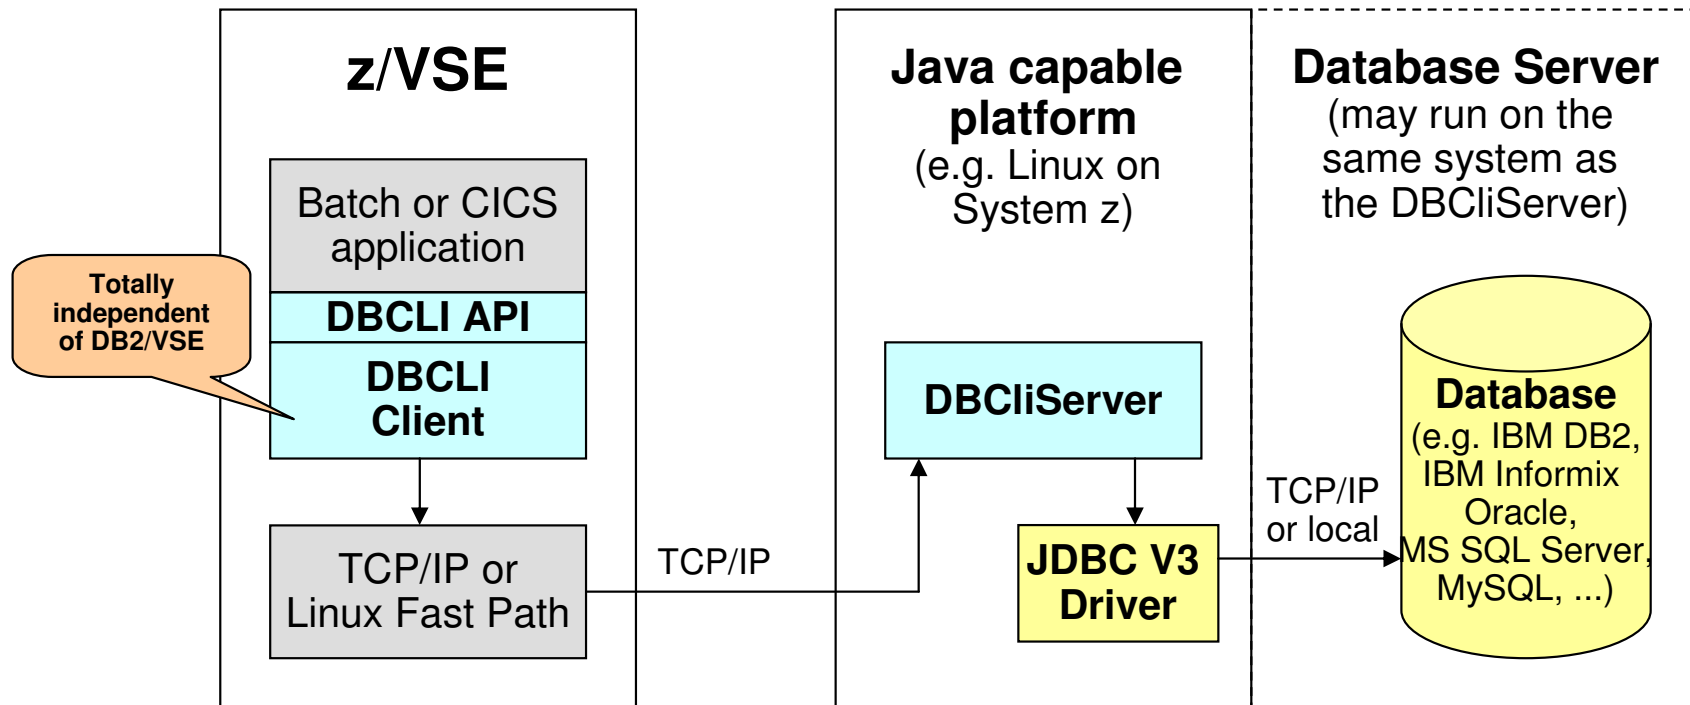 z/VSE
Batch or CICS
application
DBCLI API
DBCLI
Client
Totally
independent
of DB2/VSE
TCP/IP or
Linux Fast Path
TCP/IP
Java capable
platform
(e.g. Linux on
System z)
DBCliServer
JDBC V3
Driver
TCP/IP
or local
Database Server
(may run on the
same system as
the DBCliServer)
Database
(e.g. IBM DB2,
IBM Informix
Oracle,
MS SQL Server,
MySQL, ...)